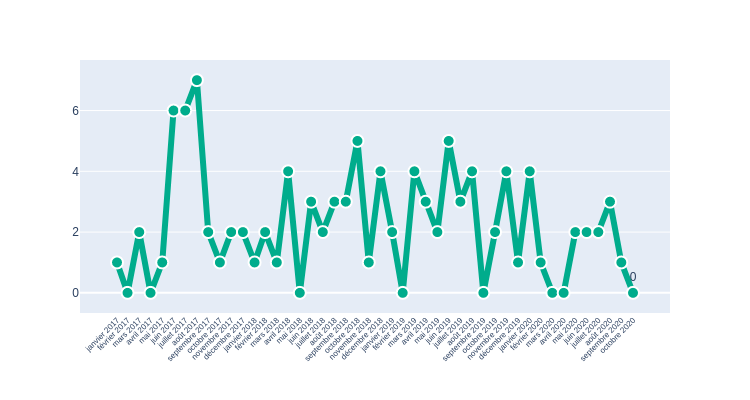 6
4
2
0
0
janvier 2017
février 2017
mars 2017
avril 2017
mai 2017
juin 2017
juillet 2017
août 2017
septembre 2017
octobre 2017
novembre 2017
décembre 2017
janvier 2018
février 2018
mars 2018
avril 2018
mai 2018
juin 2018
juillet 2018
août 2018
septembre 2018
octobre 2018
novembre 2018
décembre 2018
janvier 2019
février 2019
mars 2019
avril 2019
mai 2019
juin 2019
juillet 2019
août 2019
septembre 2019
octobre 2019
novembre 2019
décembre 2019
janvier 2020
février 2020
mars 2020
avril 2020
mai 2020
juin 2020
juillet 2020
août 2020
septembre 2020
octobre 2020